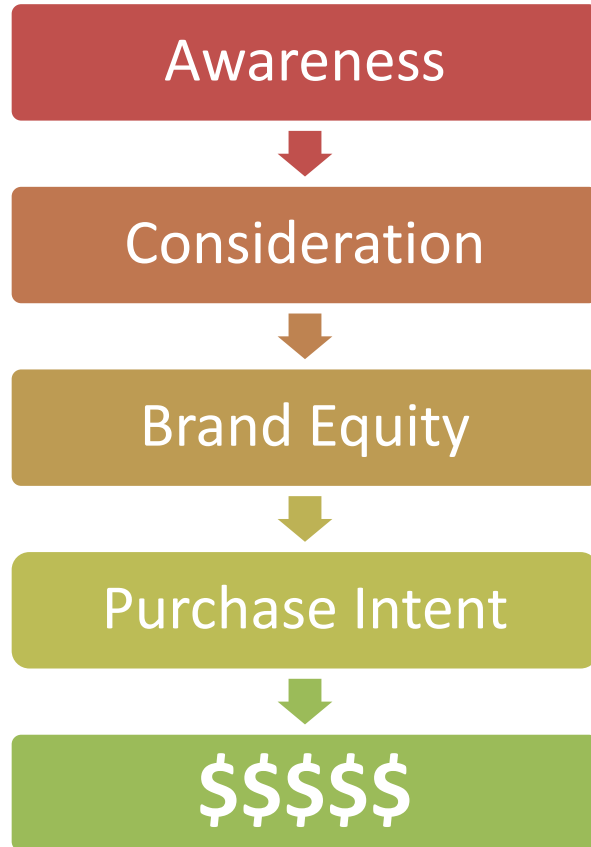 Awareness
Consideration
Brand Equity
Purchase Intent
$$$$$